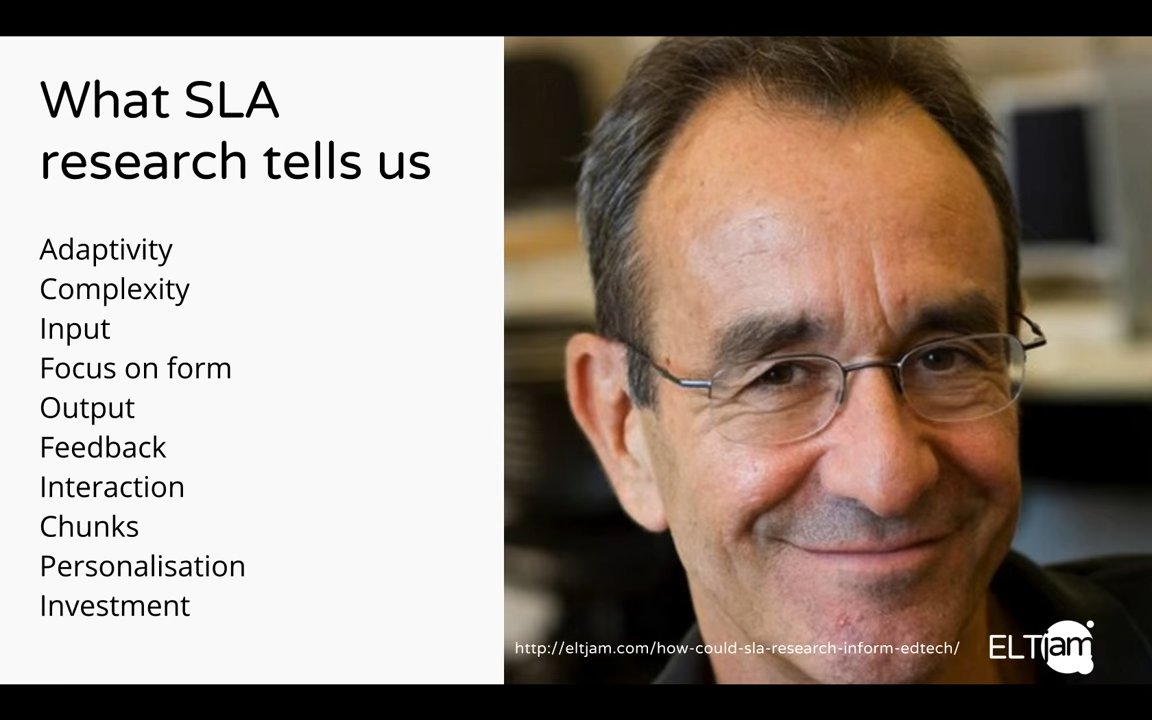 What SLA
research tells us
Adaptivity
Complexity
Input
Focus on form
Output
Feedback
Interaction
Chunks
Personalisation
Investment
http://eltjam.com/how-could-sla-research-inform-edtech/
ELTjam